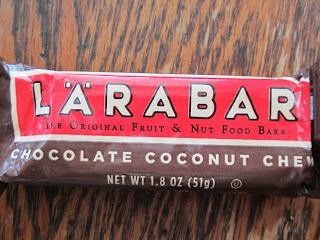 LÄRABAR
THE ORIGINAL FRUIT & NUT FOOD BARS
CHOCOLATE COCONUT CHEW
NET WT 1.8 OZ (51g) U